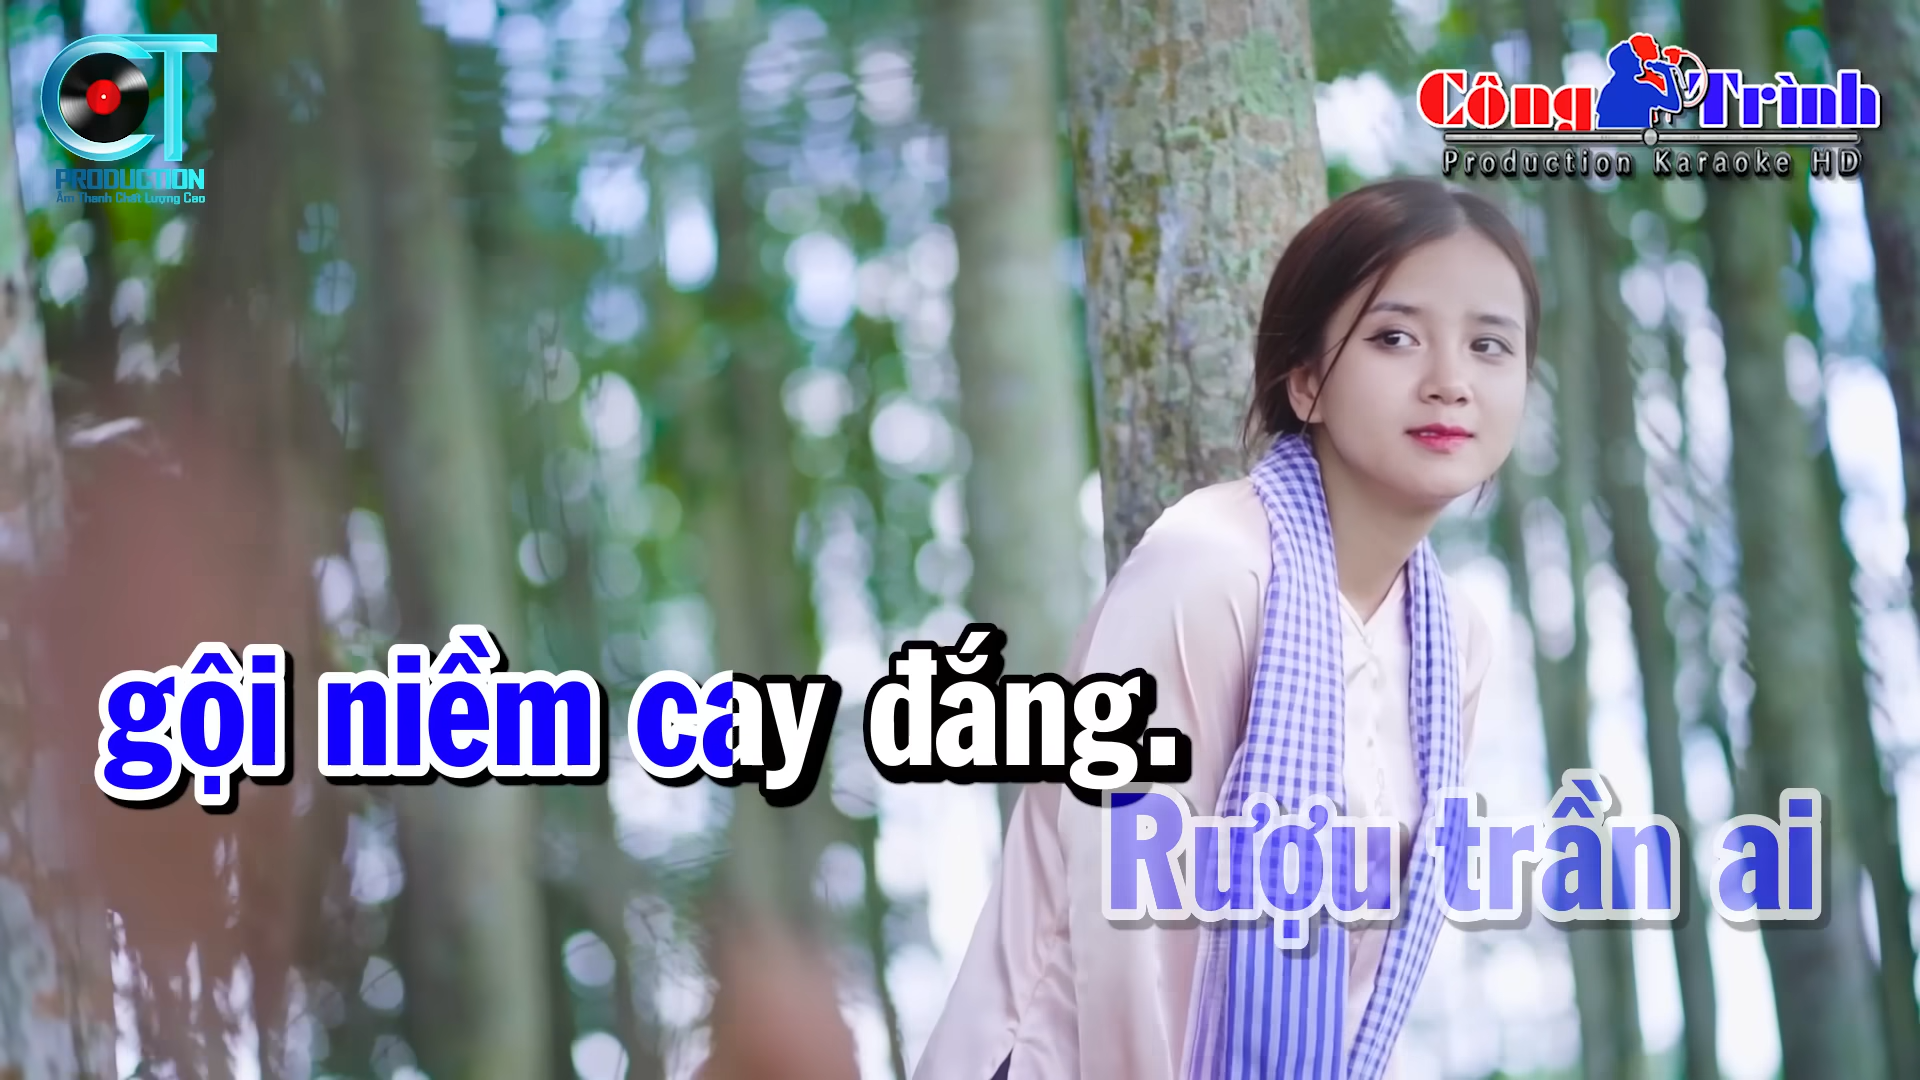 CT
PRODUCTION
Âm Thanh Chất Lượng Cao
Công Trình
Production Karaoke HD
gội niềm cay đắng.
Rượu trần ai